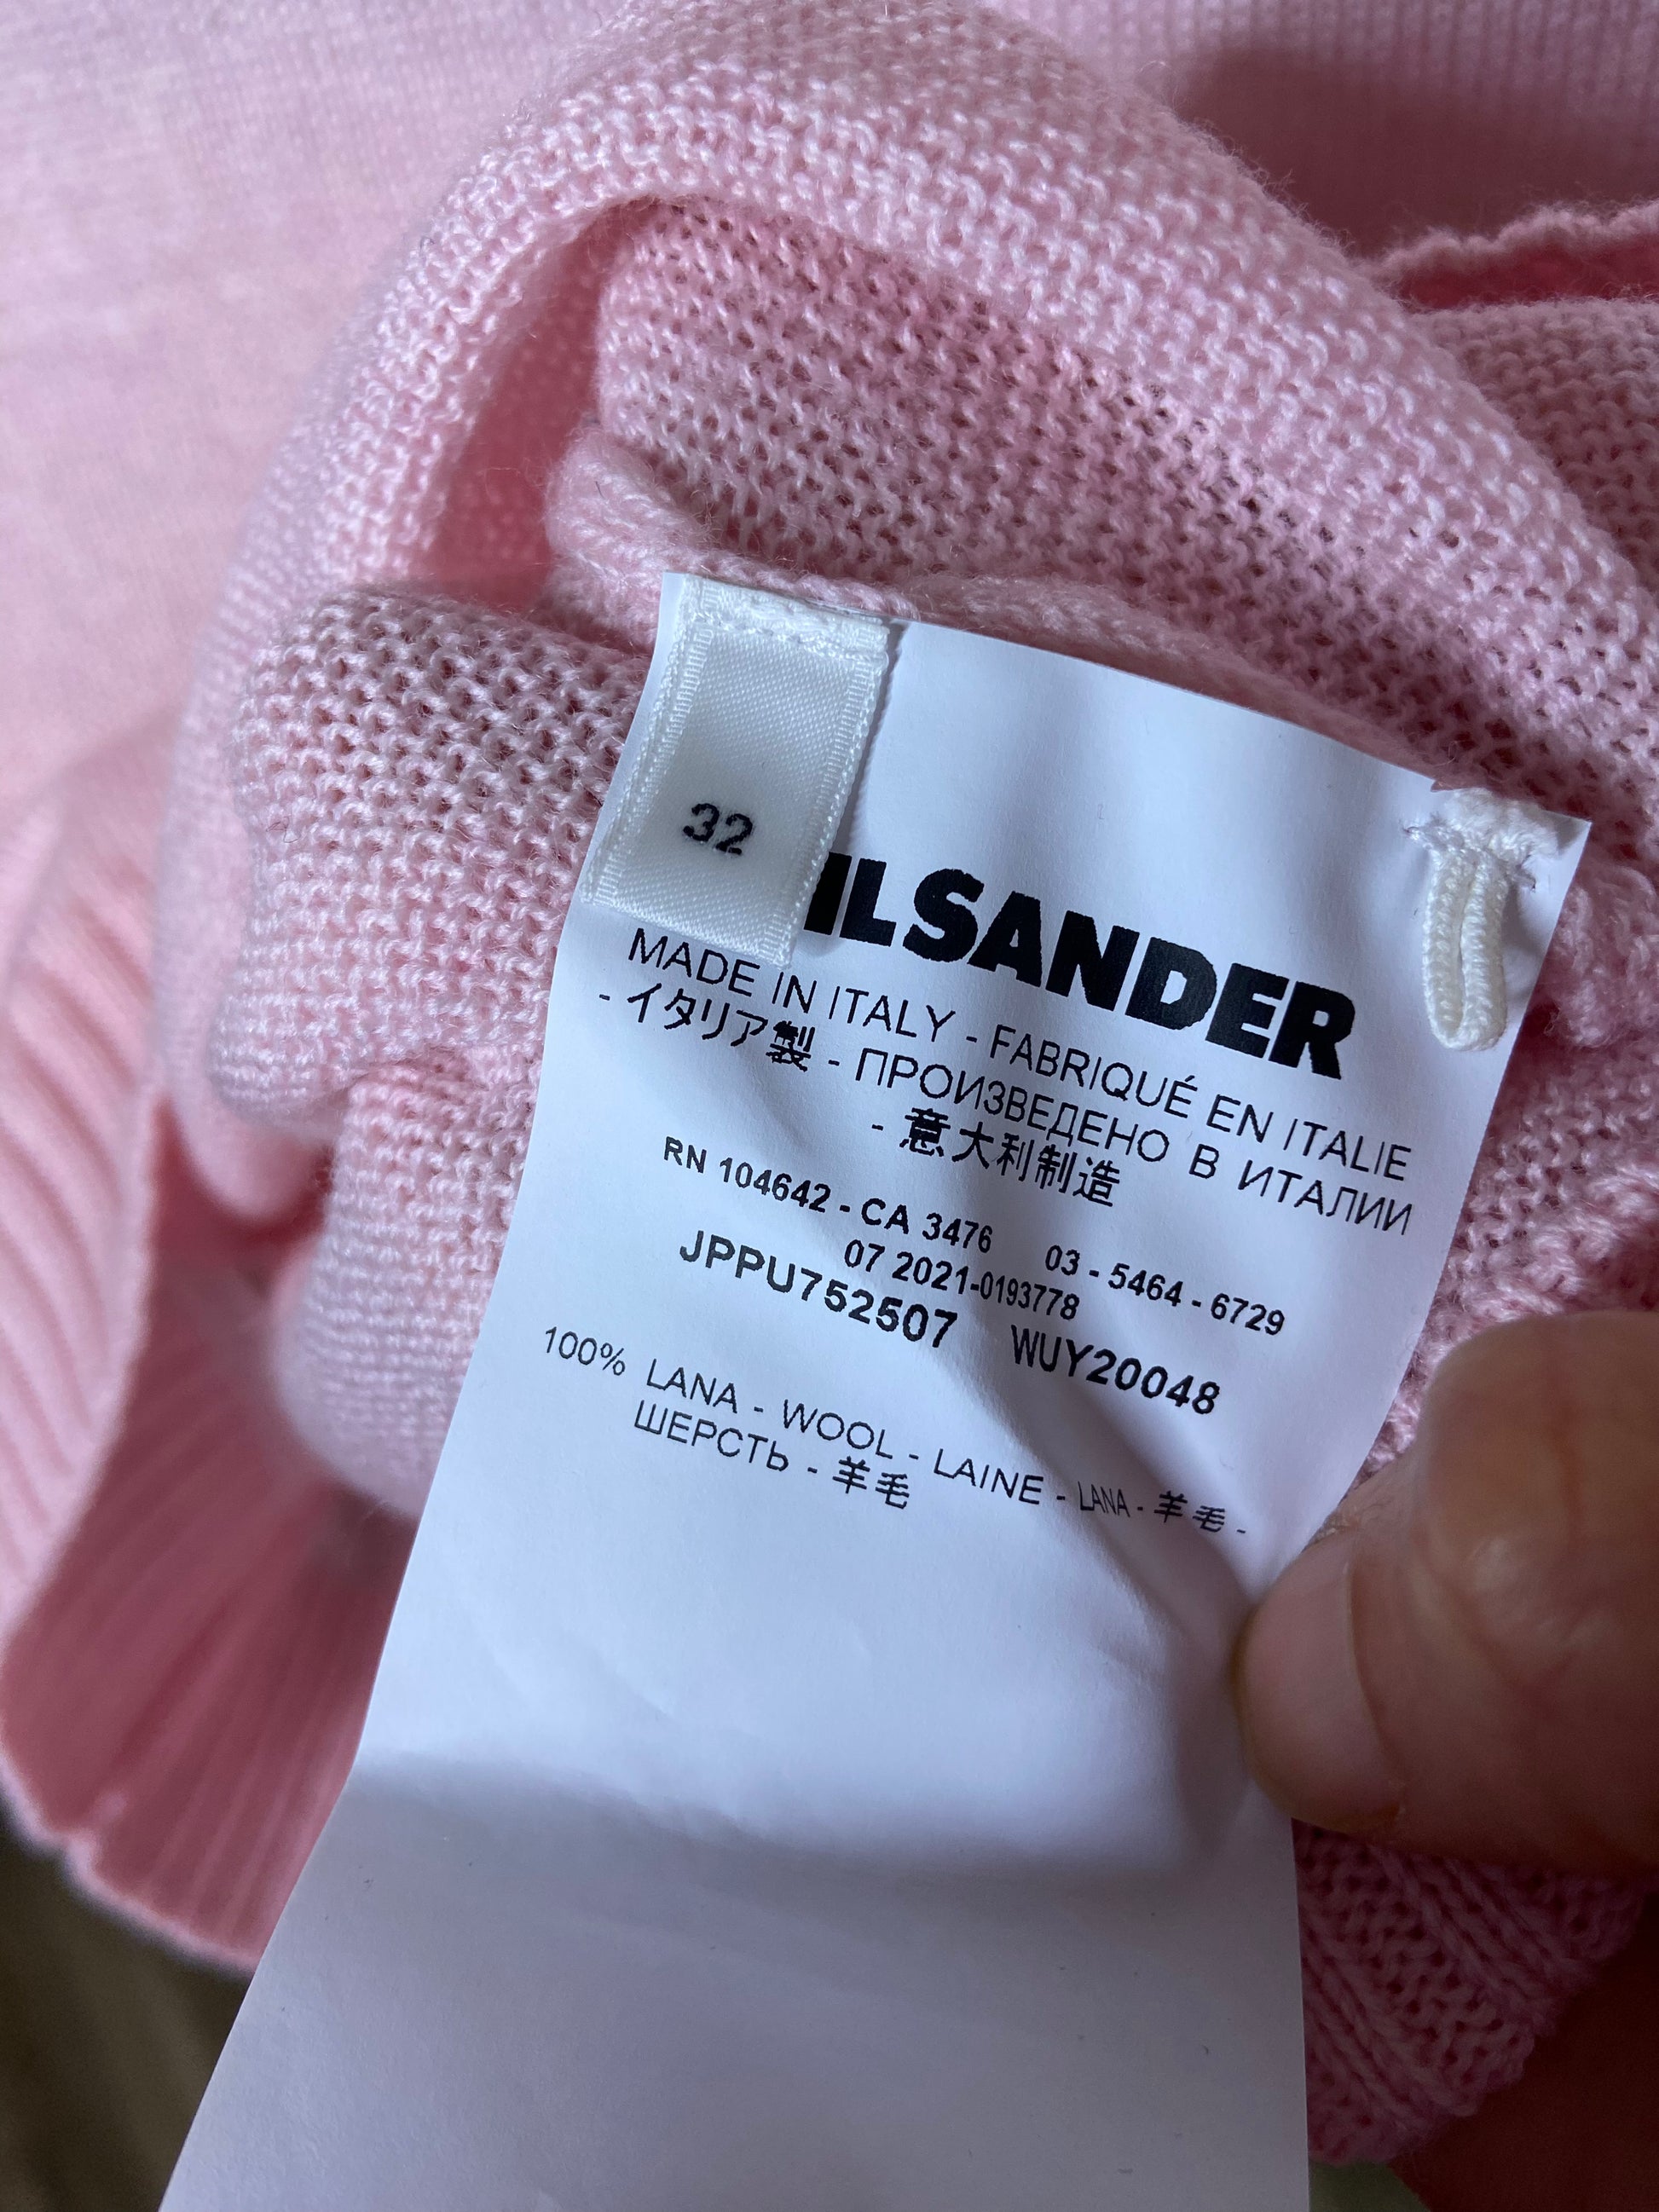 32
ILSANDER
MADE IN ITALY - FABRIQUÉ EN ITALIE
- イタリア製 - ПРОИЗВЕДЕНО В ИТАЛИИ
- 意大利制造
RN 104642 - CA 3476 03 - 5464 - 6729
07 2021-0193778
JPPU752507 WUY20048
100% LANA - WOOL - LAINE - LANA - 羊毛 -
ШЕРСТЬ - 羊毛